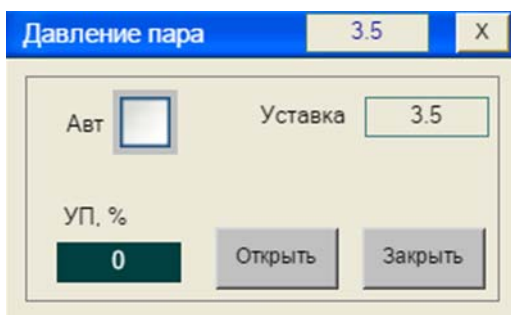 Давление пара 3.5 X
Авт Уставка 3.5
УП, %
0 Открыть Закрыть